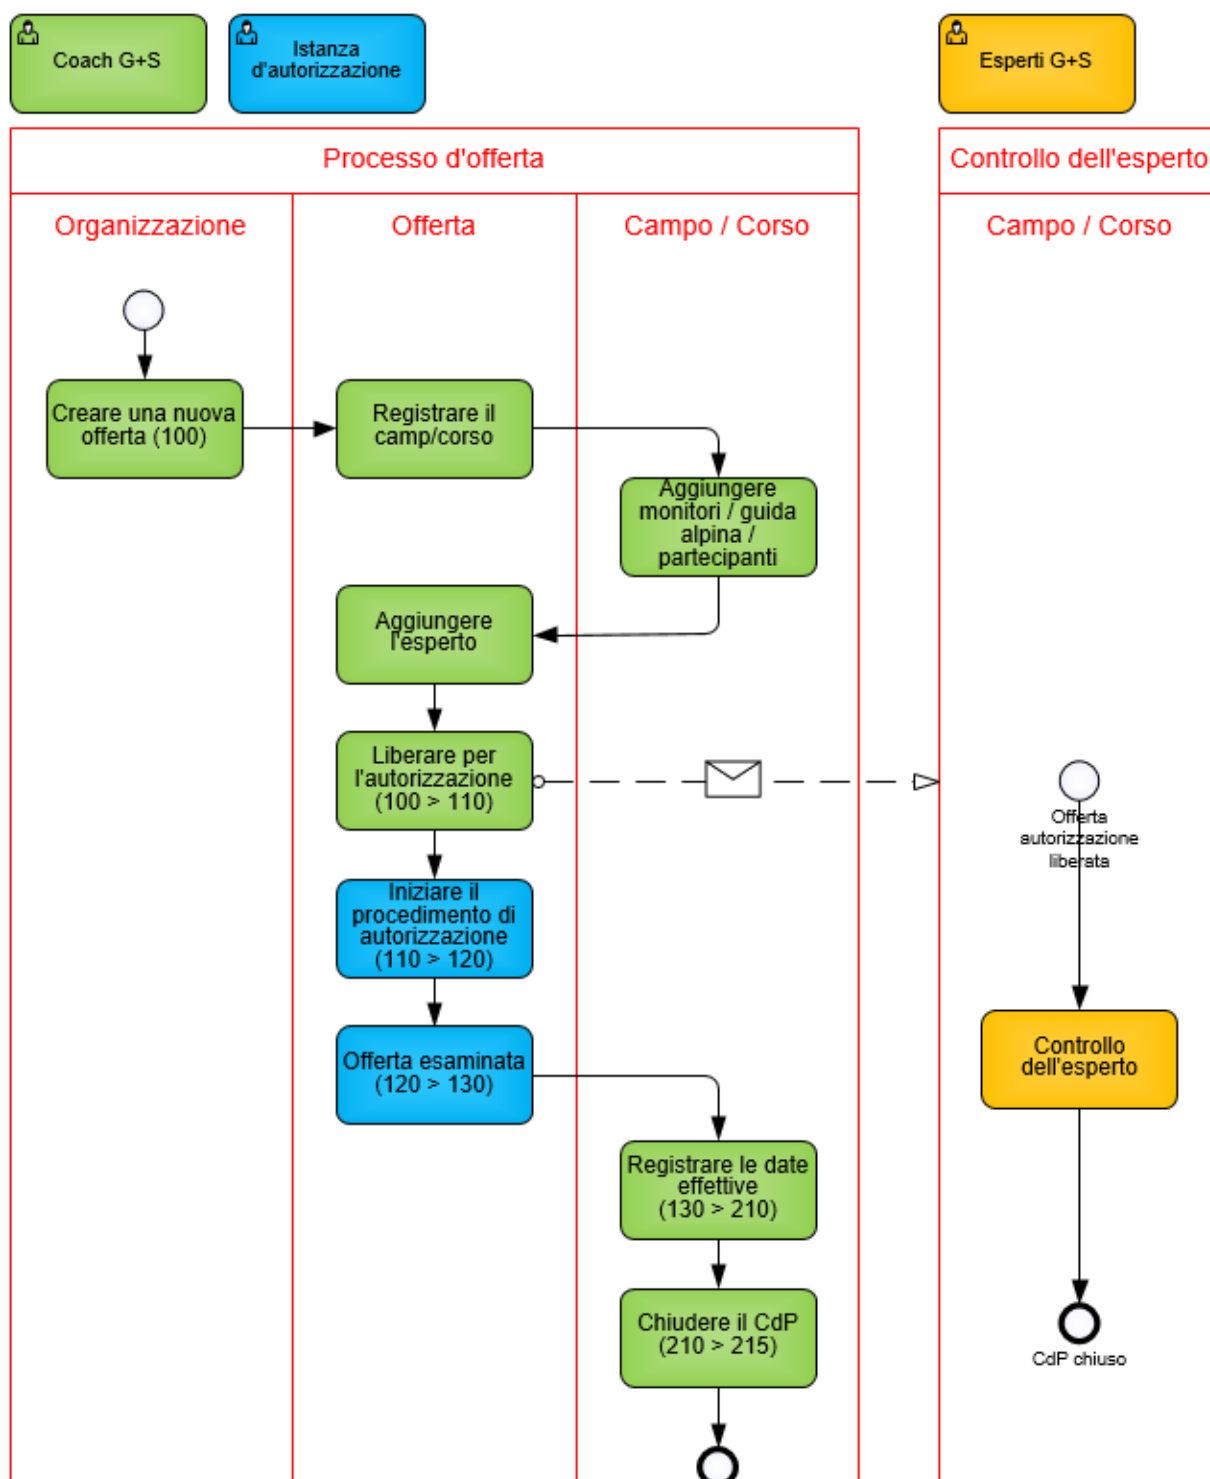 Coach G+S
Istanza
d'autorizzazione
Esperti G+S
Processo d'offerta
Controllo dell'esperto
Organizzazione
Offerta
Campo / Corso
Campo / Corso
Creare una nuova
offerta (100)
Registrare il
camp/corso
Aggiungere
monitori / guida
alpina /
partecipanti
Aggiungere
l'esperto
Liberare per
l'autorizzazione
(100 > 110)
Offerta
autorizzazione
liberata
Iniziare il
procedimento di
autorizzazione
(110 > 120)
Offerta esaminata
(120 > 130)
Controllo
dell'esperto
Registrare le date
effettive
(130 > 210)
Chiudere il CdP
(210 > 215)
CdP chiuso